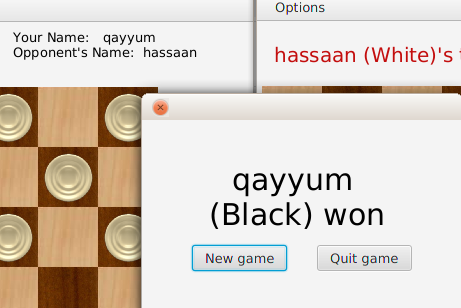 Options
Your Name: qayyum
Opponent's Name: hassaan
hassaan (White)'s
qayyum
(Black) won
New game
Quit game